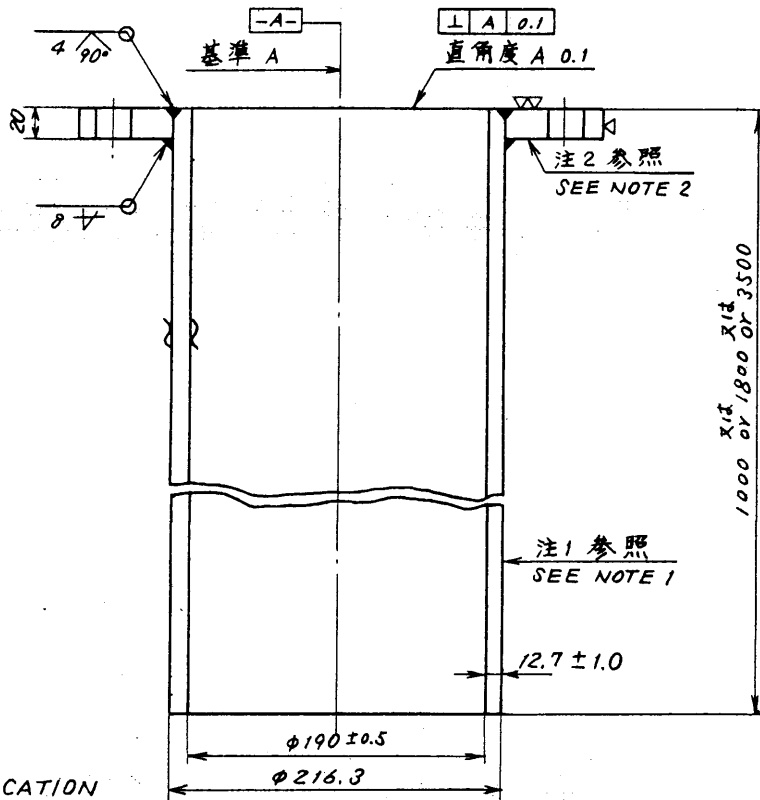 -A-
⊥ A 0.1
基準 A
直角度 A 0.1
4 90°
20
8
注2 参照
SEE NOTE 2
1000 又は OR 1800 又は OR 3500
注1 参照
SEE NOTE 1
12.7 ±1.0
φ190 ±0.5
φ216.3
CATION